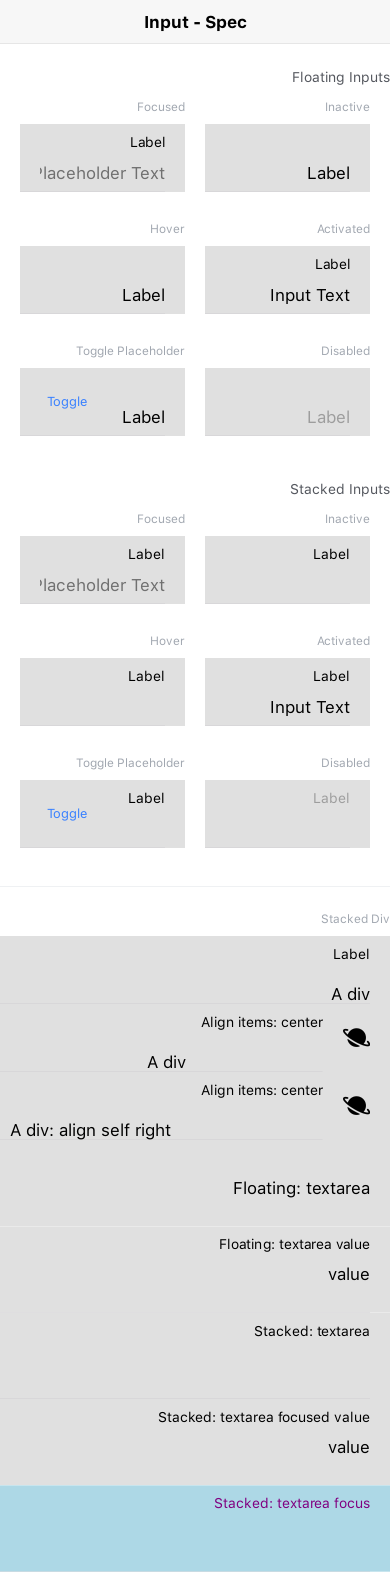 Input - Spec
Floating Inputs
Focused
Inactive
Label
Placeholder Text
Label
Hover
Activated
Label
Label
Input Text
Toggle Placeholder
Disabled
Toggle
Label
Label
Stacked Inputs
Focused
Inactive
Label
Placeholder Text
Label
Hover
Activated
Label
Label
Input Text
Toggle Placeholder
Disabled
Toggle
Label
Label
Stacked Div
Label
A div
Align items: center
A div
Align items: center
A div: align self right
Floating: textarea
Floating: textarea value
value
Stacked: textarea
Stacked: textarea focused value
value
Stacked: textarea focus